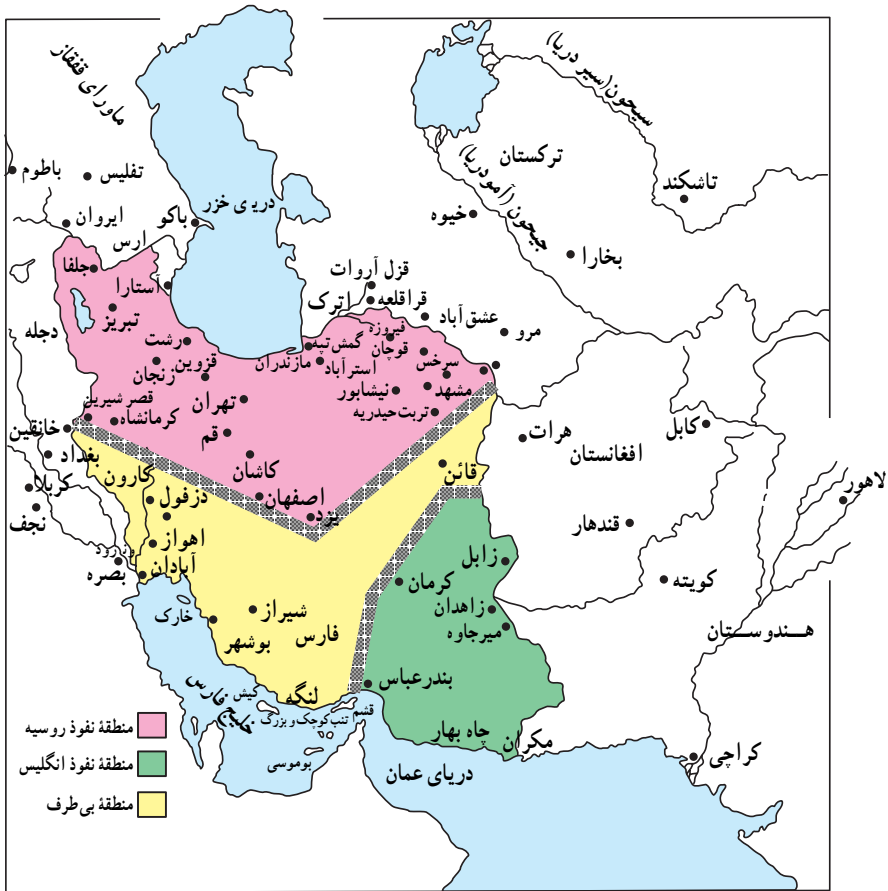 ماورای قفقاز
سیحون(سیر دریا)
ترکستان
باطوم
تفلیس
جیحون(آمودریا)
تاشکند
دریای خزر
ایروان
باکو
خیوه
ارس
بخارا
جلفا
آستارا
قزل آروات
قراقلعه
اترک
تبریز
دجله
عشق‌آباد
مرو
فیروزه
رشت
گمش‌تپه
قوچان
قزوین
مازندران
استرآباد
سرخس
زنجان
مشهد
نیشابور
قصر شیرین
تهران
تربت‌حیدریه
کرمانشاه
خانقین
قم
هرات
کابل
افغانستان
بغداد
کاشان
قائن
کارون
کربلا
لاهور
دزفول
اصفهان
یزد
نجف
قندهار
اهواز
زابل
بصره
آبادان
کرمان
کویته
خارک
شیراز
زاهدان
فارس
میرجاوه
هندوستان
بوشهر
بندرعباس
خلیج فارس
کیش
لنگه
قشم
تنب‌کوچک و بزرگ
چاه بهار
مکران
بوموسی
دریای عمان
کراچی
منطقهٔ نفوذ روسیه
منطقهٔ نفوذ انگلیس
منطقهٔ بی‌طرف